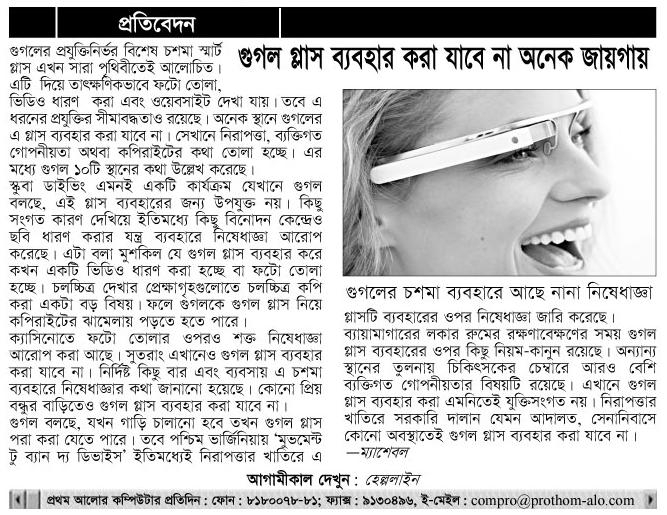 প্রতিবেদন
গুগল গ্লাস ব্যবহার করা যাবে না অনেক জায়গায়
গুগলের প্রযুক্তিনির্ভর বিশেষ চশমা স্মার্ট
গ্লাস এখন সারা পৃথিবীতেই আলোচিত।
এটি দিয়ে তাৎক্ষণিকভাবে ফটো তোলা,
ভিডিও ধারণ করা এবং ওয়েবসাইট দেখা যায়। তবে এ
ধরনের প্রযুক্তির সীমাবদ্ধতাও রয়েছে। অনেক স্থানে গুগলের
এ গ্লাস ব্যবহার করা যাবে না। সেখানে নিরাপত্তা, ব্যক্তিগত
গোপনীয়তা অথবা কপিরাইটের কথা তোলা হচ্ছে। এর
মধ্যে গুগল ১০টি স্থানের কথা উল্লেখ করেছে।
স্কুবা ডাইভিং এমনই একটি কার্যক্রম যেখানে গুগল
বলছে, এই গ্লাস ব্যবহারের জন্য উপযুক্ত নয়। কিছু
সংগত কারণ দেখিয়ে ইতিমধ্যে কিছু বিনোদন কেন্দ্রেও
ছবি ধারণ করার যন্ত্র ব্যবহারে নিষেধাজ্ঞা আরোপ
করেছে। এটা বলা মুশকিল যে গুগল গ্লাস ব্যবহার করে
কখন একটি ভিডিও ধারণ করা হচ্ছে বা ফটো তোলা
হচ্ছে। চলচ্চিত্র দেখার প্রেক্ষাগৃহগুলোতে চলচ্চিত্র কপি
করা একটা বড় বিষয়। ফলে গুগলকে গুগল গ্লাস নিয়ে
কপিরাইটের ঝামেলায় পড়তে হতে পারে।
ক্যাসিনোতে ফটো তোলার ওপরও শক্ত নিষেধাজ্ঞা
আরোপ করা আছে। সুতরাং এখানেও গুগল গ্লাস ব্যবহার
করা যাবে না। নির্দিষ্ট কিছু বার এবং ব্যবসায় এ চশমা
ব্যবহারে নিষেধাজ্ঞার কথা জানানো হয়েছে। কোনো প্রিয়
বন্ধুর বাড়িতেও গুগল গ্লাস ব্যবহার করা যাবে না।
গুগল বলছে, যখন গাড়ি চালানো হবে তখন গুগল গ্লাস
পরা করা যেতে পারে। তবে পশ্চিম ভার্জিনিয়ায় ‘মুভমেন্ট
টু ব্যান দ্য ডিভাইস’ ইতিমধ্যেই নিরাপত্তার খাতিরে এ
গুগলের চশমা ব্যবহারে আছে নানা নিষেধাজ্ঞা
গ্লাসটি ব্যবহারের ওপর নিষেধাজ্ঞা জারি করেছে।
ব্যায়ামাগারের লকার রুমের রক্ষণাবেক্ষণের সময় গুগল
গ্লাস ব্যবহারের ওপর কিছু নিয়ম-কানুন রয়েছে। অন্যান্য
স্থানের তুলনায় চিকিৎসকের চেম্বারে আরও বেশি
ব্যক্তিগত গোপনীয়তার বিষয়টি রয়েছে। এখানে গুগল
গ্লাস ব্যবহার করা এমনিতেই যুক্তিসংগত নয়। নিরাপত্তার
খাতিরে সরকারি দালান যেমন আদালত, সেনানিবাসে
কোনো অবস্থাতেই গুগল গ্লাস ব্যবহার করা যাবে না।
—ম্যাশেবল
আগামীকাল দেখুন : হেল্পলাইন
প্রথম আলোর কম্পিউটার প্রতিদিন : ফোন : ৮১৮০০৭৮-৮১; ফ্যাক্স : ৯১৩০৪৯৬, ই-মেইল : compro@prothom-alo.com